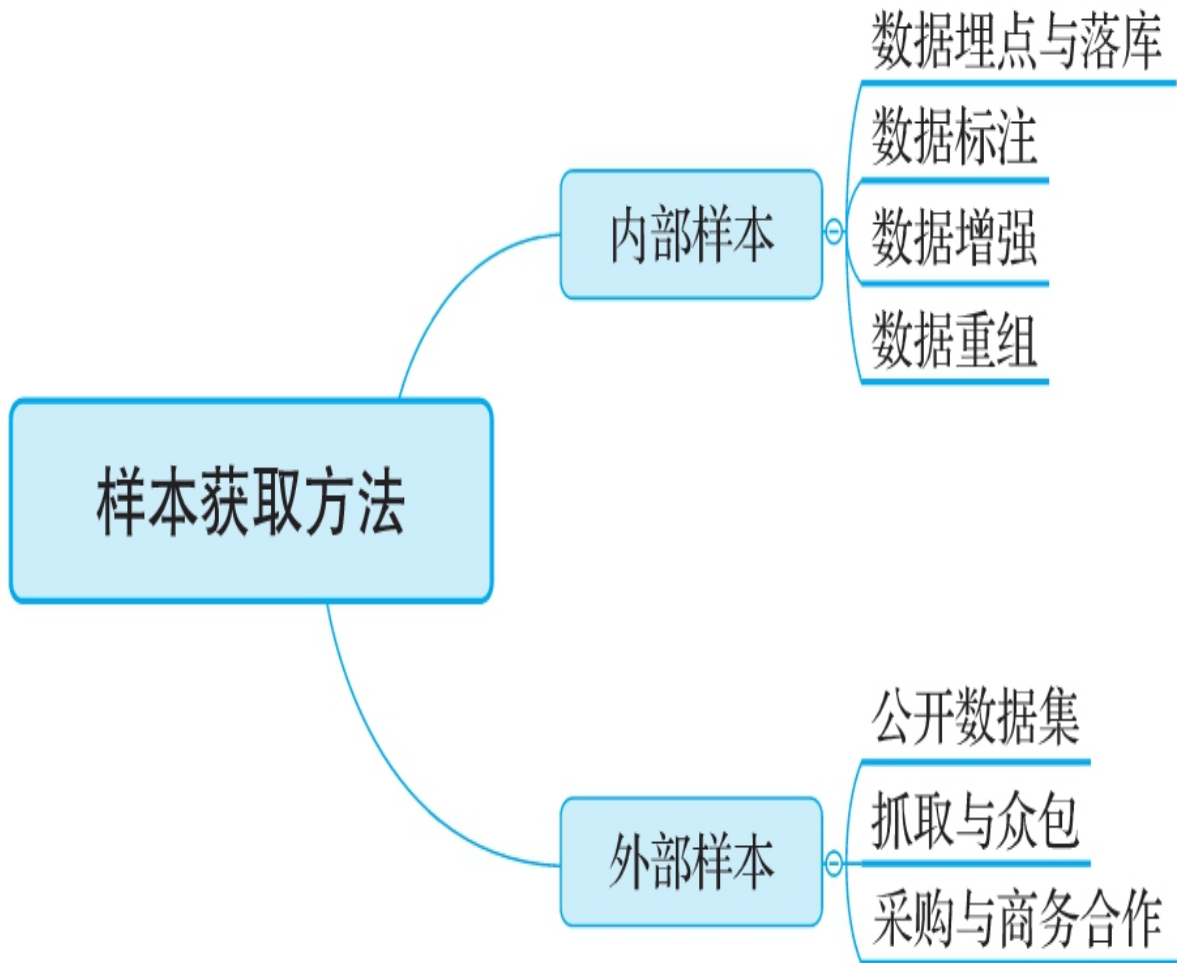 样本获取方法
内部样本
数据埋点与落库
数据标注
数据增强
数据重组
外部样本
公开数据集
抓取与众包
采购与商务合作